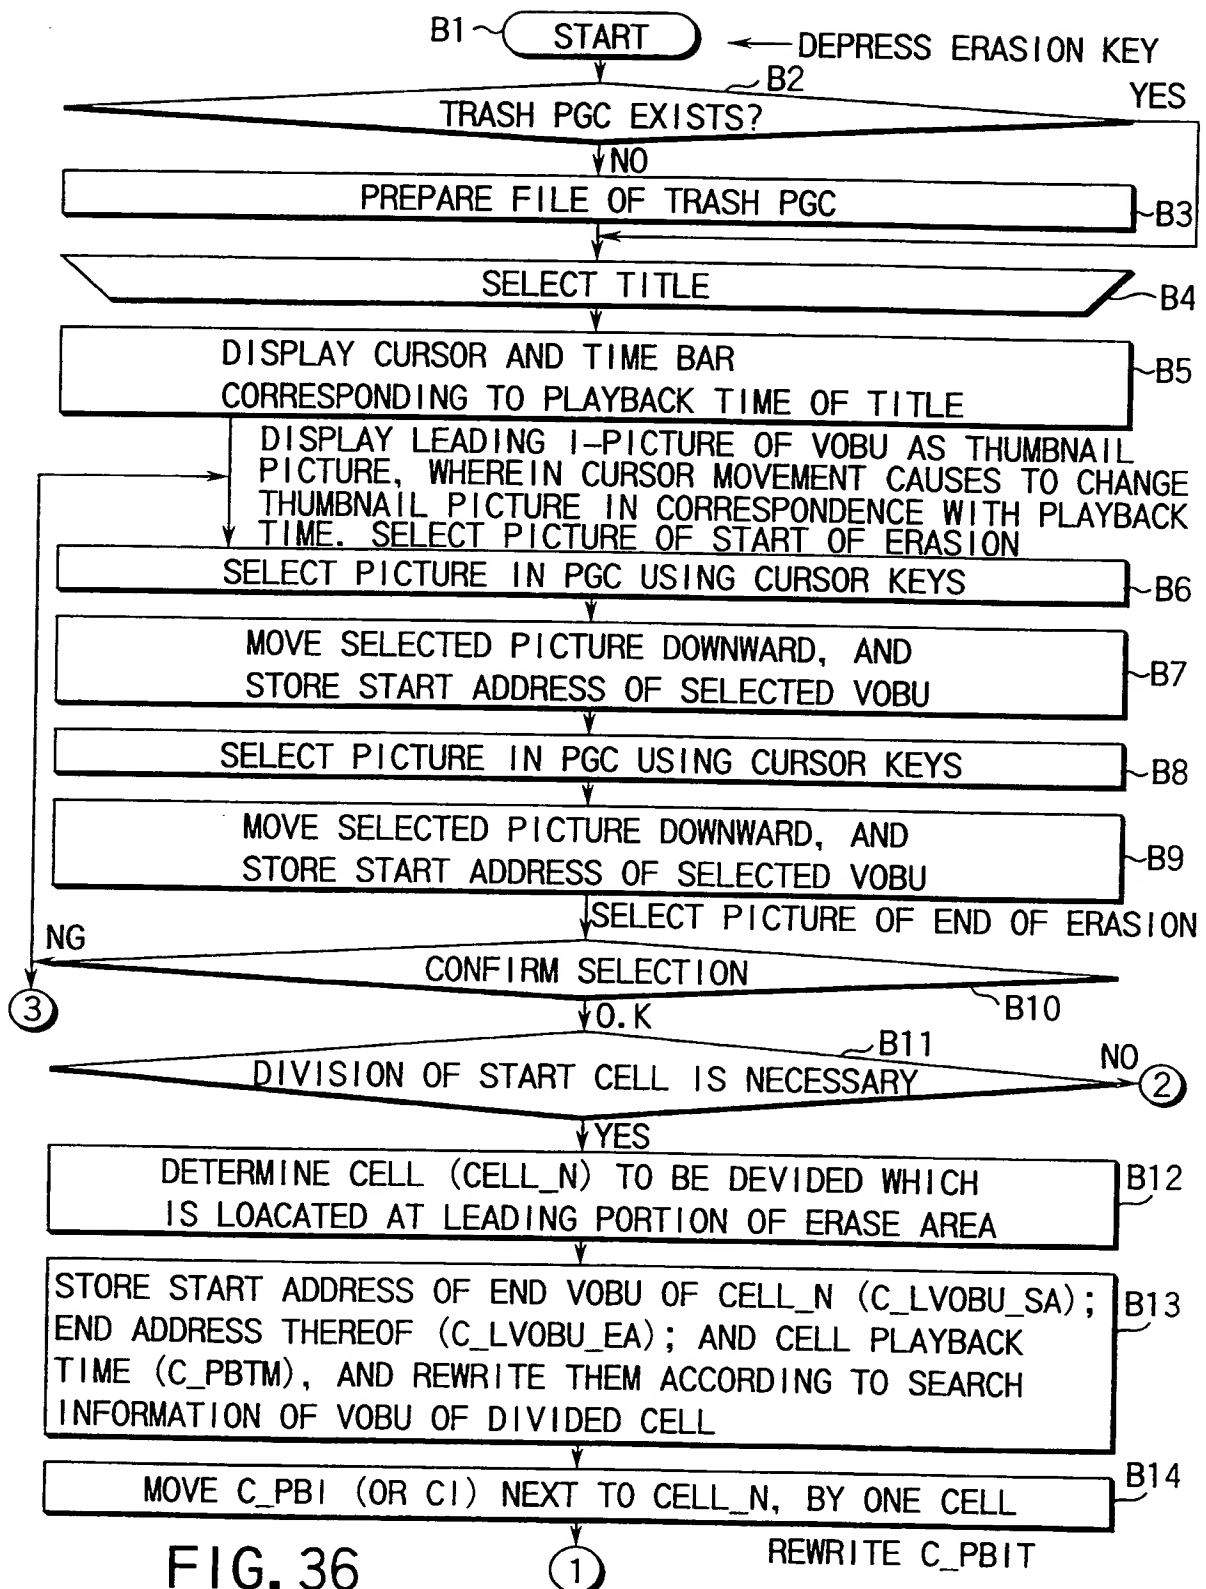 B1
START
DEPRESS ERASION KEY
B2
YES
TRASH PGC EXISTS?
NO
PREPARE FILE OF TRASH PGC
B3
SELECT TITLE
B4
DISPLAY CURSOR AND TIME BAR
CORRESPONDING TO PLAYBACK TIME OF TITLE
B5
DISPLAY LEADING I-PICTURE OF VOBU AS THUMBNAIL
PICTURE, WHEREIN CURSOR MOVEMENT CAUSES TO CHANGE
THUMBNAIL PICTURE IN CORRESPONDENCE WITH PLAYBACK
TIME. SELECT PICTURE OF START OF ERASION
SELECT PICTURE IN PGC USING CURSOR KEYS
B6
MOVE SELECTED PICTURE DOWNWARD, AND
STORE START ADDRESS OF SELECTED VOBU
B7
SELECT PICTURE IN PGC USING CURSOR KEYS
B8
MOVE SELECTED PICTURE DOWNWARD, AND
STORE START ADDRESS OF SELECTED VOBU
B9
SELECT PICTURE OF END OF ERASION
NG
CONFIRM SELECTION
3
B10
O.K
B11
NO
DIVISION OF START CELL IS NECESSARY
2
YES
DETERMINE CELL (CELL_N) TO BE DEVIDED WHICH
IS LOACATED AT LEADING PORTION OF ERASE AREA
B12
STORE START ADDRESS OF END VOBU OF CELL_N (C_LVOBU_SA);
END ADDRESS THEREOF (C_LVOBU_EA); AND CELL PLAYBACK
TIME (C_PBTM), AND REWRITE THEM ACCORDING TO SEARCH
INFORMATION OF VOBU OF DIVIDED CELL
B13
MOVE C_PBI (OR CI) NEXT TO CELL_N, BY ONE CELL
B14
REWRITE C_PBIT
1
FIG. 36